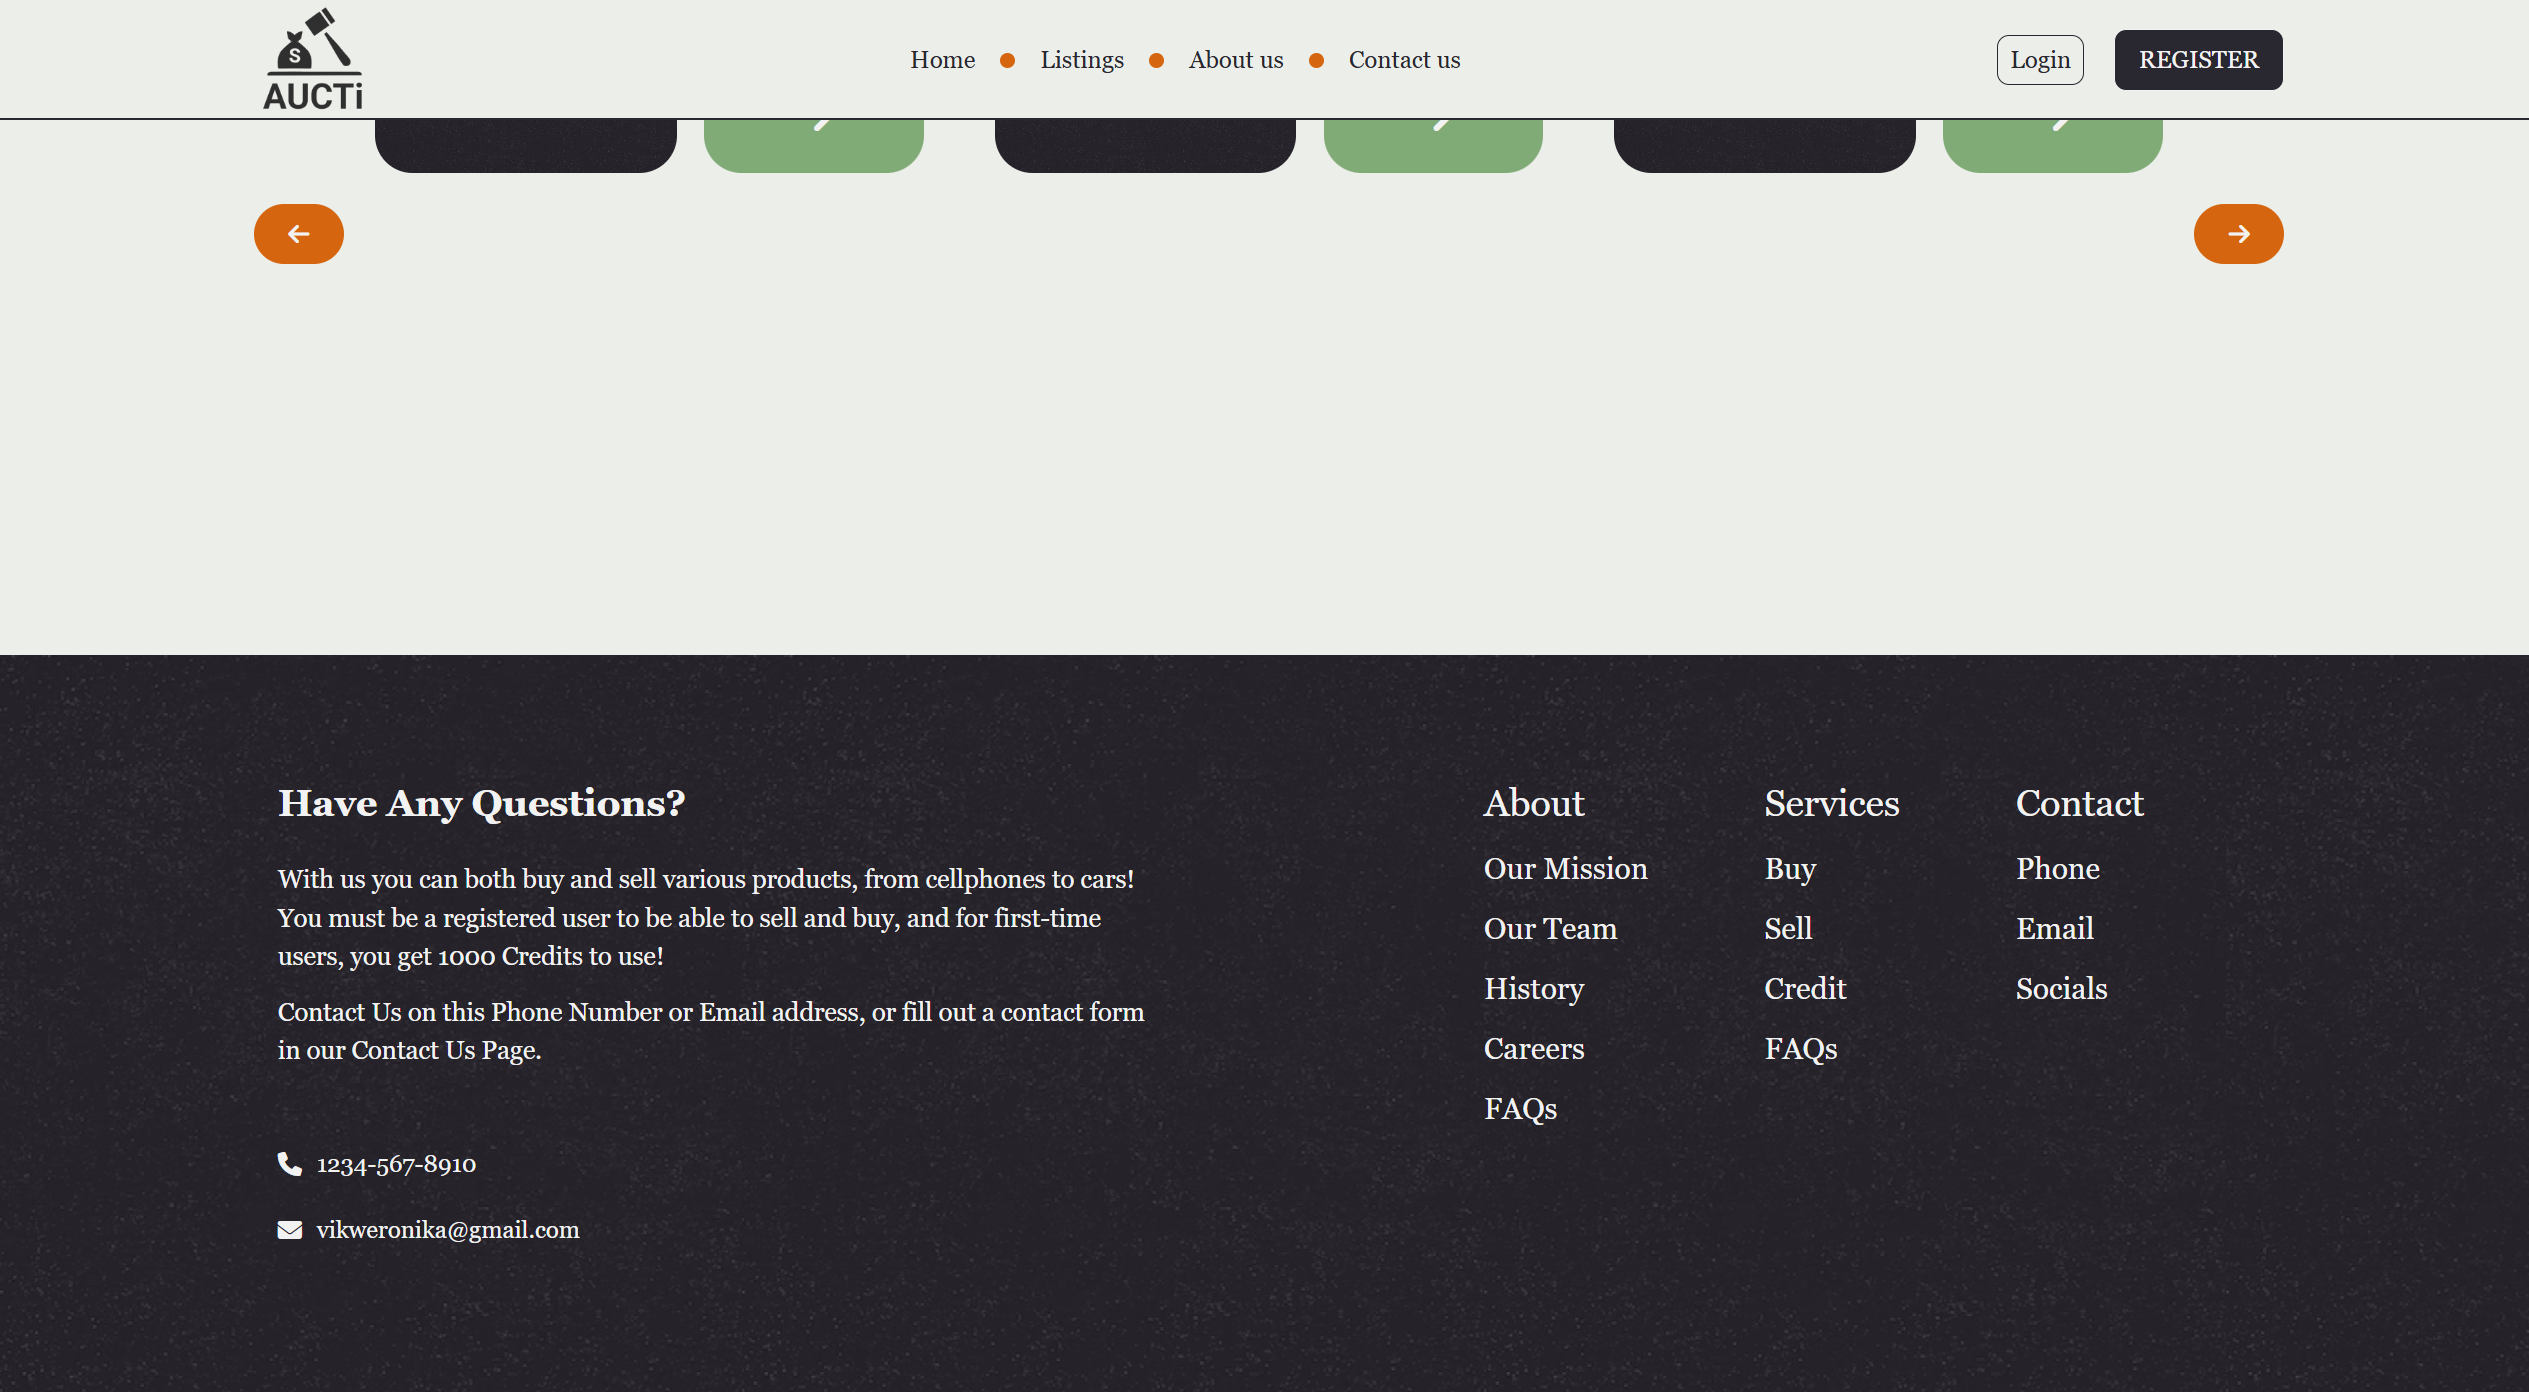 AUCTi
Home
Listings
About us
Contact us
Login
REGISTER
Have Any Questions?
With us you can both buy and sell various products, from cellphones to cars!
You must be a registered user to be able to sell and buy, and for first-time
users, you get 1000 Credits to use!
Contact Us on this Phone Number or Email address, or fill out a contact form
in our Contact Us Page.
1234-567-8910
vikweronika@gmail.com
About
Our Mission
Our Team
History
Careers
FAQs
Services
Buy
Sell
Credit
FAQs
Contact
Phone
Email
Socials